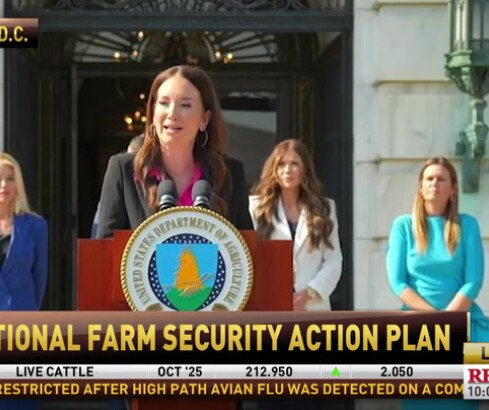 D.C.
UNITED STATES DEPARTMENT OF AGRICULTURE
TIONAL FARM SECURITY ACTION PLAN
LIVE CATTLE OCT '25 212.950 2.050
RESTRICTED AFTER HIGH PATH AVIAN FLU WAS DETECTED ON A COM